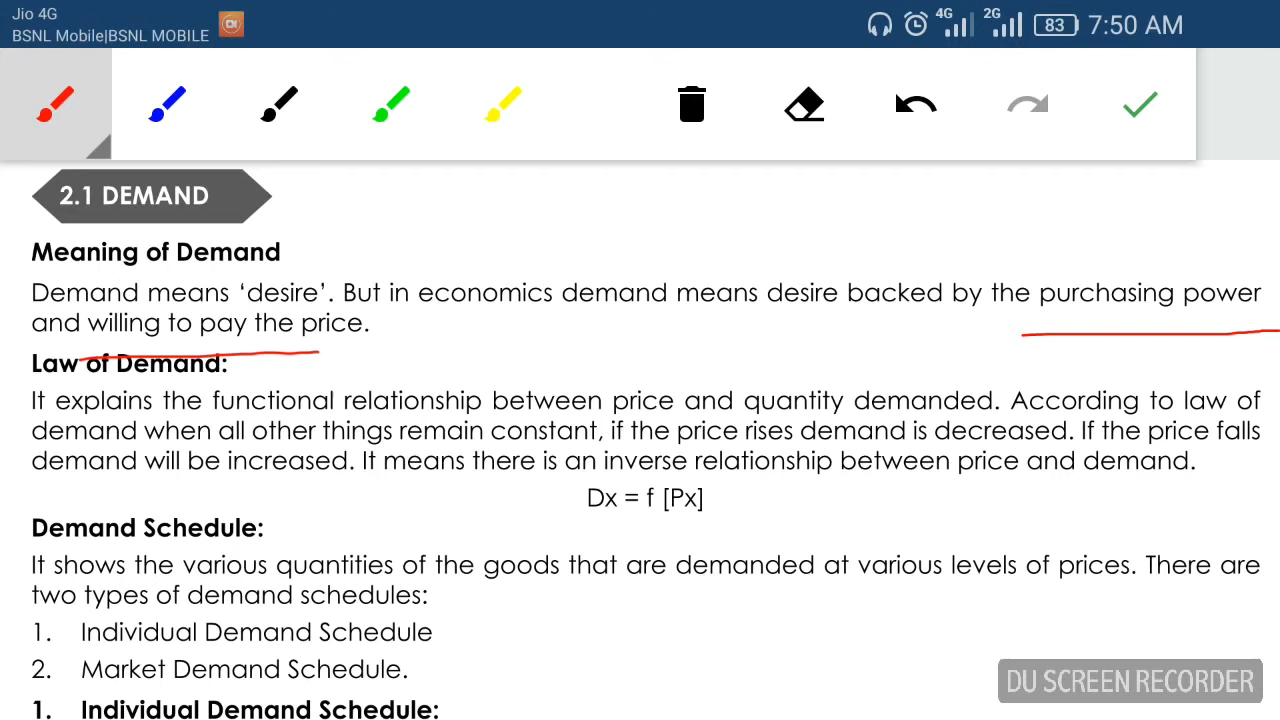 Jio 4G
BSNL Mobile|BSNL MOBILE
4G
2G
83
7:50 AM
2.1 DEMAND
Meaning of Demand
Demand means ‘desire’. But in economics demand means desire backed by the purchasing power
and willing to pay the price.
Law of Demand:
It explains the functional relationship between price and quantity demanded. According to law of
demand when all other things remain constant, if the price rises demand is decreased. If the price falls
demand will be increased. It means there is an inverse relationship between price and demand.
Dx = f [Px]
Demand Schedule:
It shows the various quantities of the goods that are demanded at various levels of prices. There are
two types of demand schedules:
1. Individual Demand Schedule
2. Market Demand Schedule.
1. Individual Demand Schedule:
DU SCREEN RECORDER